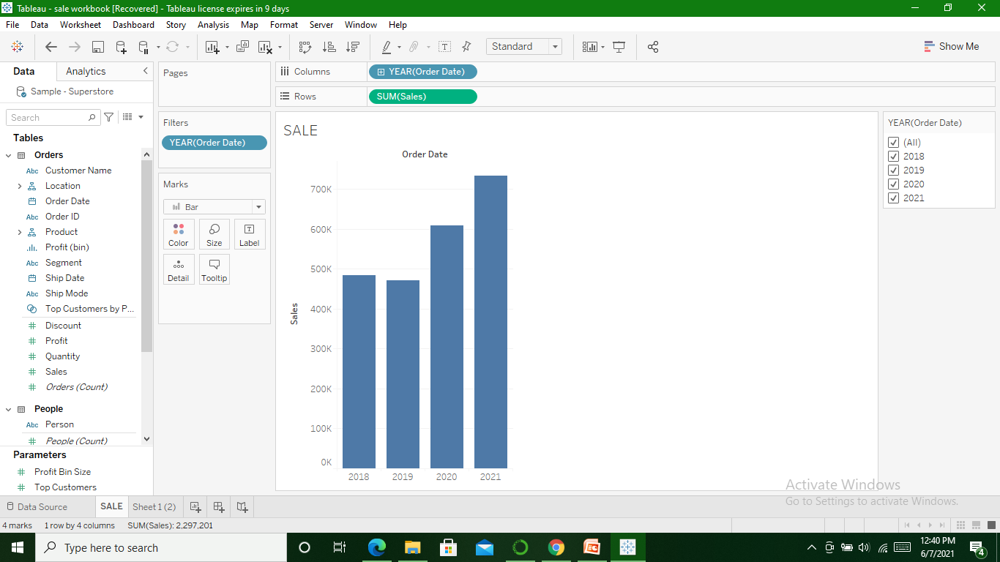 Tableau - sale workbook [Recovered] - Tableau license expires in 9 days
File Data Worksheet Dashboard Story Analysis Map Format Server Window Help
Standard
Show Me
Data Analytics
Sample - Superstore
Search
Tables
Orders
Abc Customer Name
Location
Order Date
Abc Order ID
Product
Profit (bin)
Abc Segment
Ship Date
Abc Ship Mode
Top Customers by P...
# Discount
# Profit
# Quantity
# Sales
# Orders (Count)
People
Abc Person
# People (Count)
Parameters
# Profit Bin Size
# Top Customers
Pages
Filters
YEAR(Order Date)
Marks
Bar
Color Size Label
Detail Tooltip
Columns YEAR(Order Date)
Rows SUM(Sales)
SALE
Order Date
Sales
700K
600K
500K
400K
300K
200K
100K
0K
2018 2019 2020 2021
YEAR(Order Date)
(All)
2018
2019
2020
2021
Activate Windows
Go to Settings to activate Windows.
Data Source SALE Sheet 1 (2)
4 marks 1 row by 4 columns SUM(Sales): 2,297,201
Type here to search
12:40 PM
6/7/2021
4